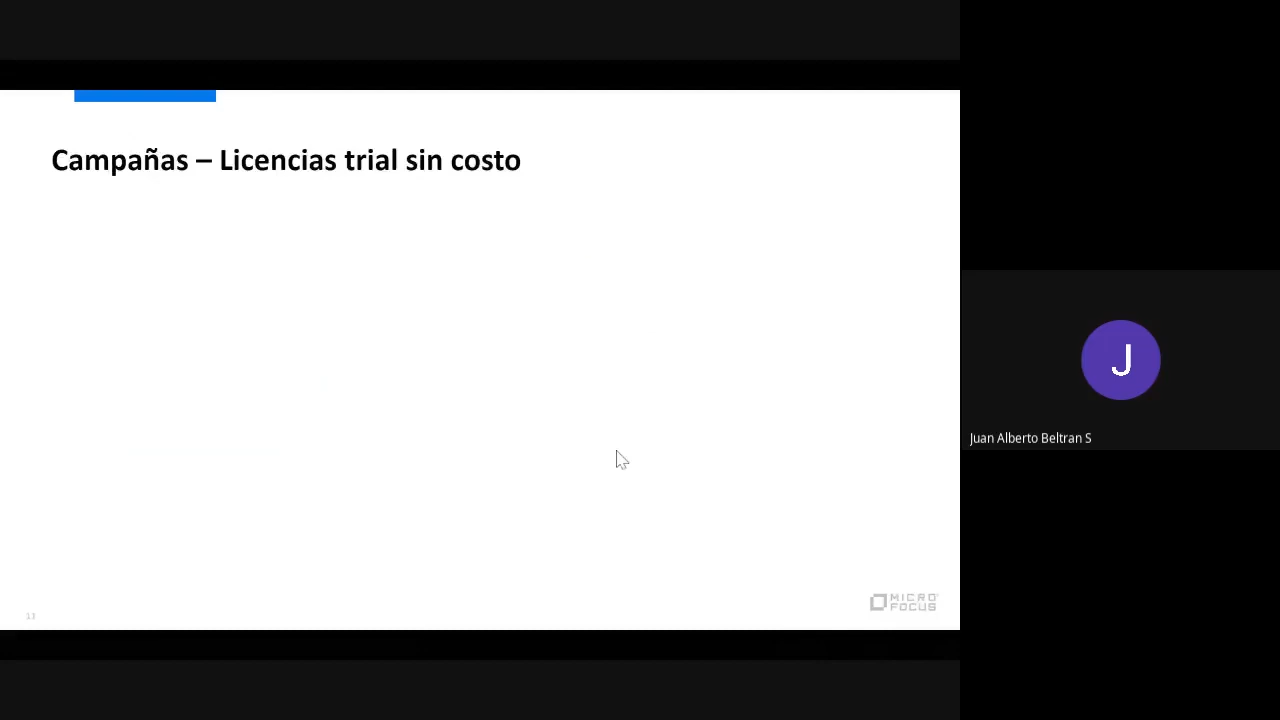 Campañas – Licencias trial sin costo
J
Juan Alberto Beltran S
MICRO
FOCUS